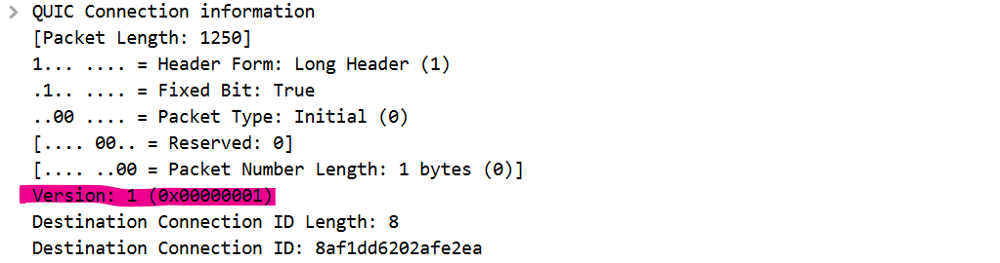 QUIC Connection information
[Packet Length: 1250]
1... .... = Header Form: Long Header (1)
.1.. .... = Fixed Bit: True
..00 .... = Packet Type: Initial (0)
[.... 00.. = Reserved: 0]
[.... ..00 = Packet Number Length: 1 bytes (0)]
Version: 1 (0x00000001)
Destination Connection ID Length: 8
Destination Connection ID: 8af1dd6202afe2ea